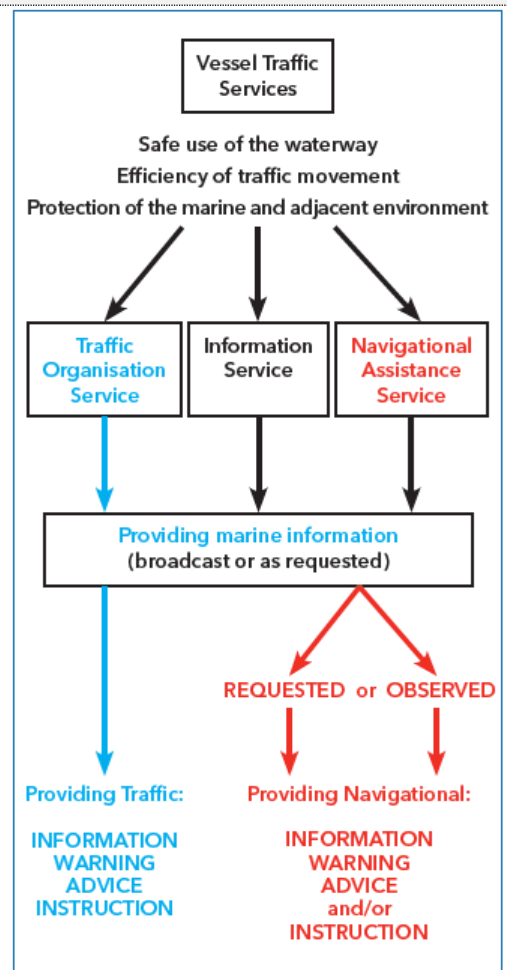 Vessel Traffic
Services
Safe use of the waterway
Efficiency of traffic movement
Protection of the marine and adjacent environment
Traffic
Organisation
Service
Information
Service
Navigational
Assistance
Service
Providing marine information
(broadcast or as requested)
REQUESTED or OBSERVED
Providing Traffic:
INFORMATION
WARNING
ADVICE
INSTRUCTION
Providing Navigational:
INFORMATION
WARNING
ADVICE
and/or
INSTRUCTION